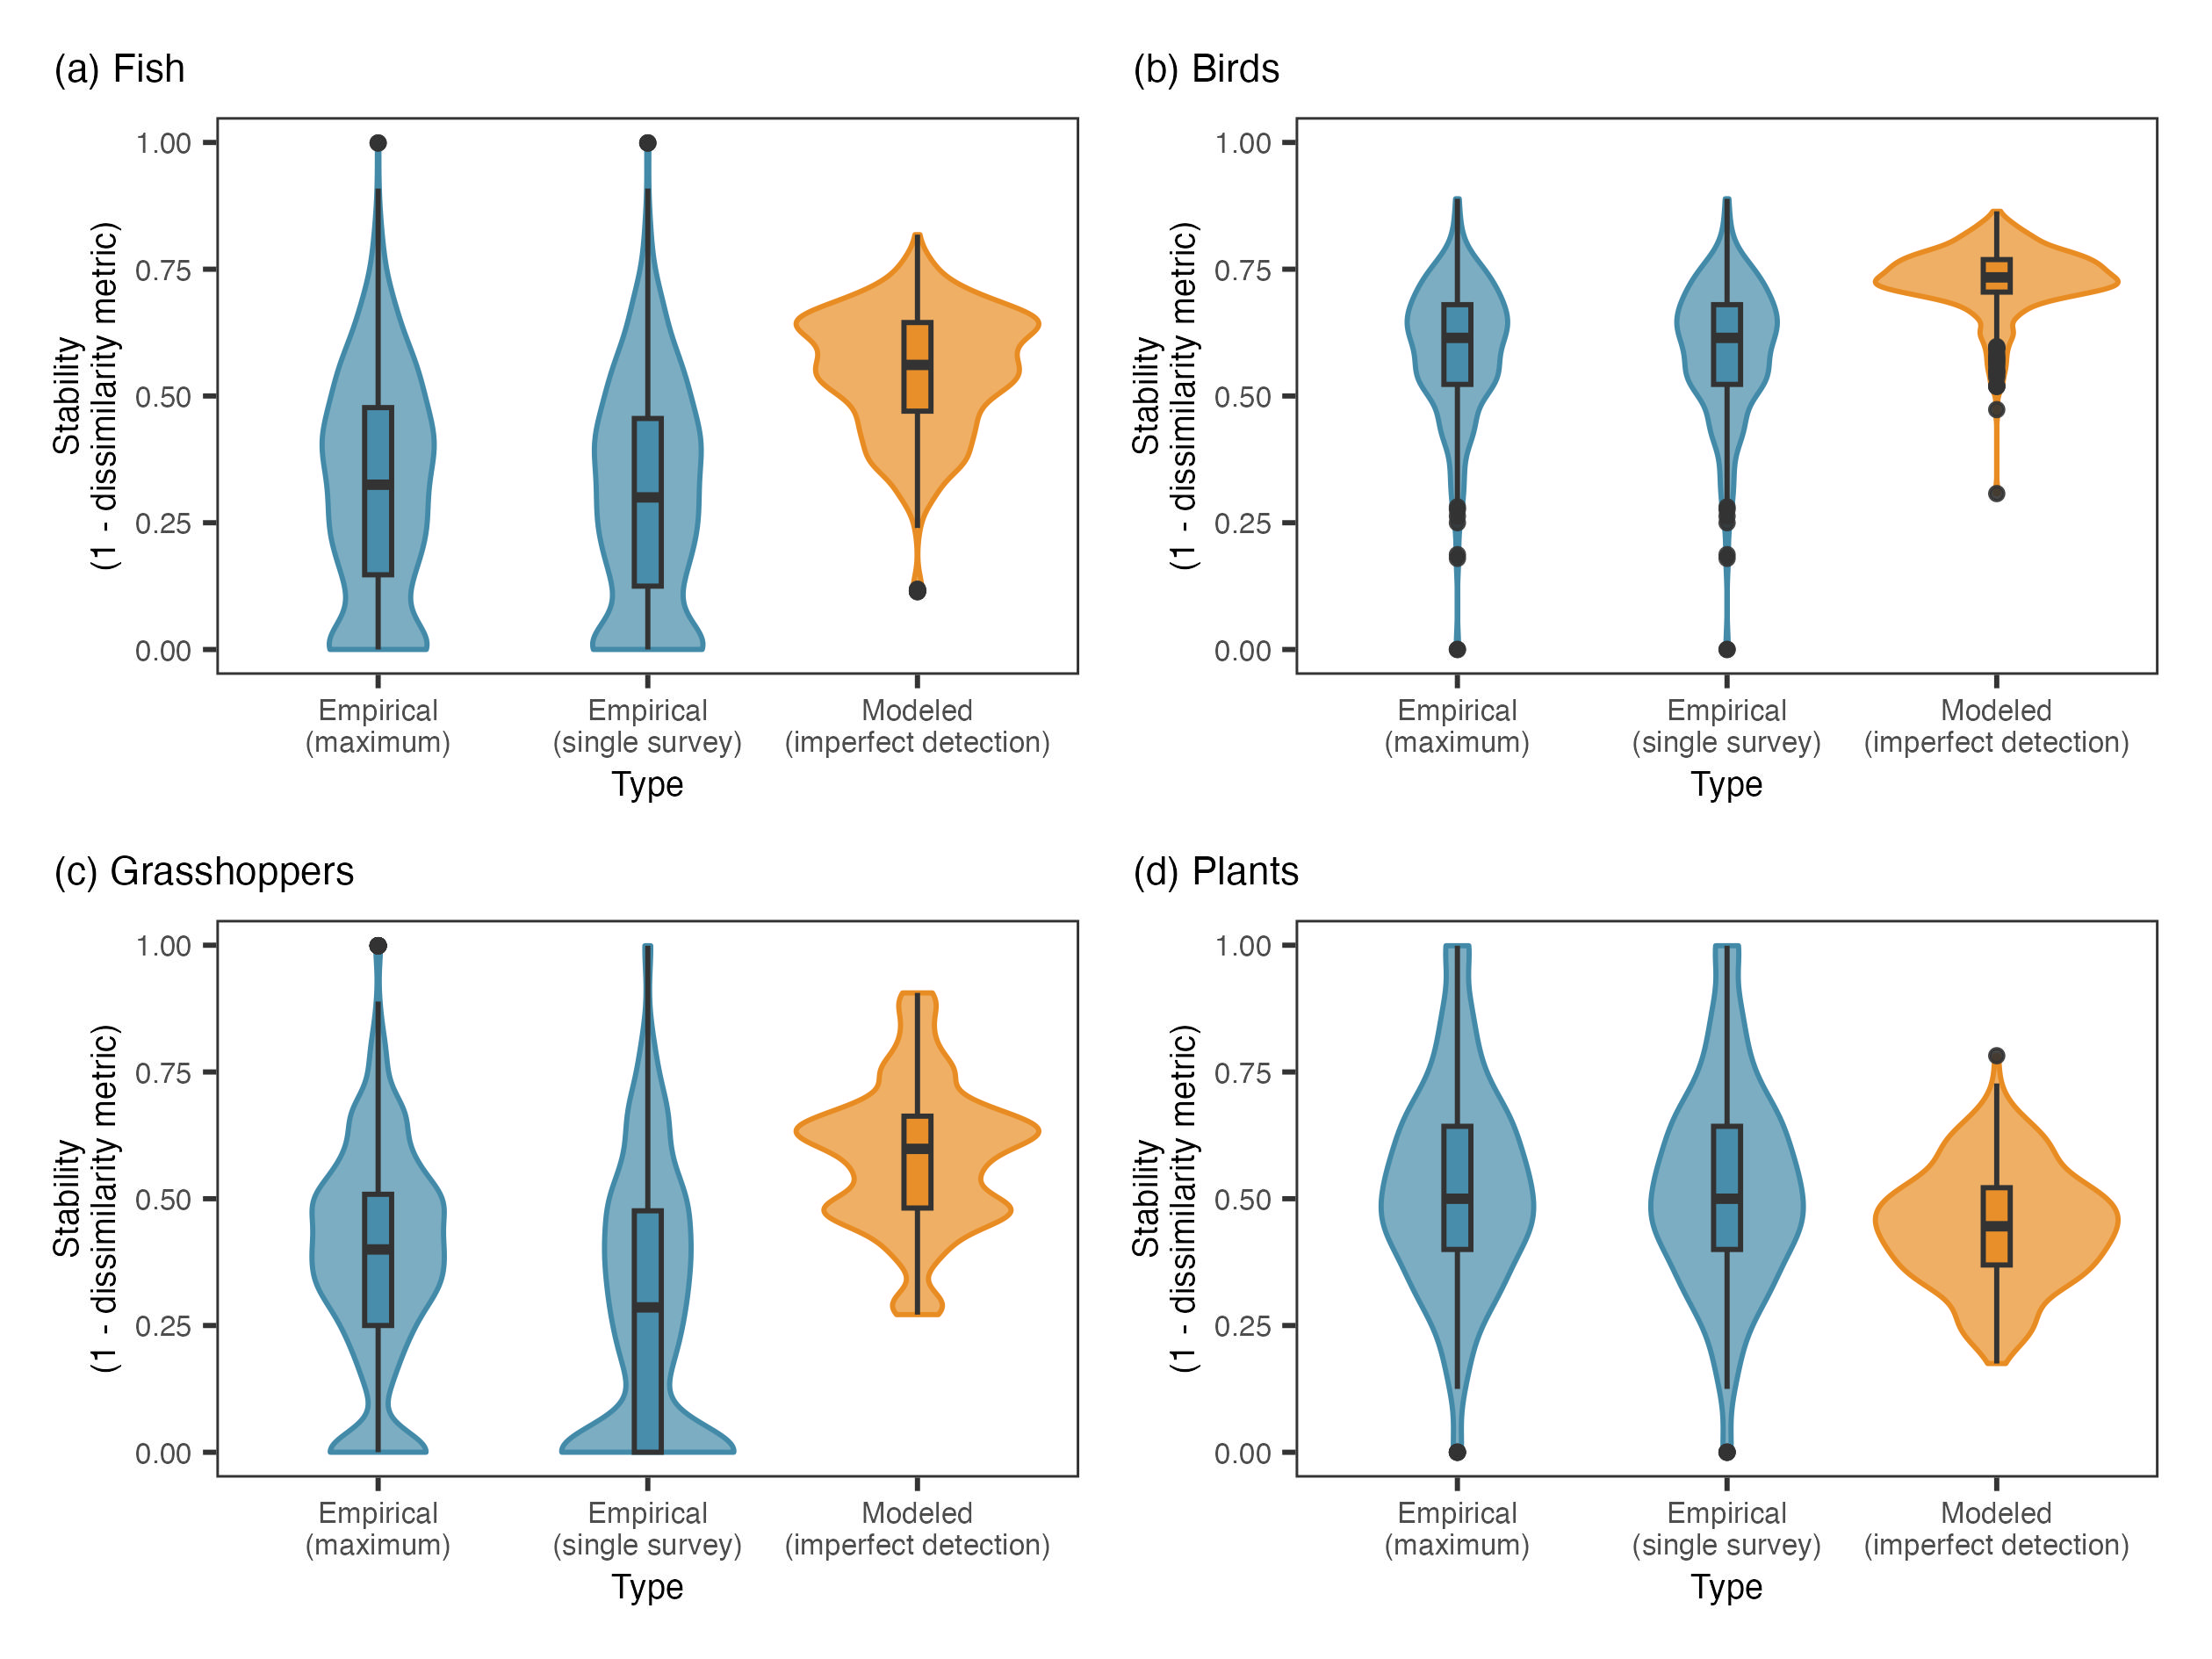 (a) Fish
Stability
(1 - dissimilarity metric)
1.00
0.75
0.50
0.25
0.00
Empirical
(maximum)
Empirical
(single survey)
Modeled
(imperfect detection)
Type
(b) Birds
Stability
(1 - dissimilarity metric)
1.00
0.75
0.50
0.25
0.00
Empirical
(maximum)
Empirical
(single survey)
Modeled
(imperfect detection)
Type
(c) Grasshoppers
Stability
(1 - dissimilarity metric)
1.00
0.75
0.50
0.25
0.00
Empirical
(maximum)
Empirical
(single survey)
Modeled
(imperfect detection)
Type
(d) Plants
Stability
(1 - dissimilarity metric)
1.00
0.75
0.50
0.25
0.00
Empirical
(maximum)
Empirical
(single survey)
Modeled
(imperfect detection)
Type